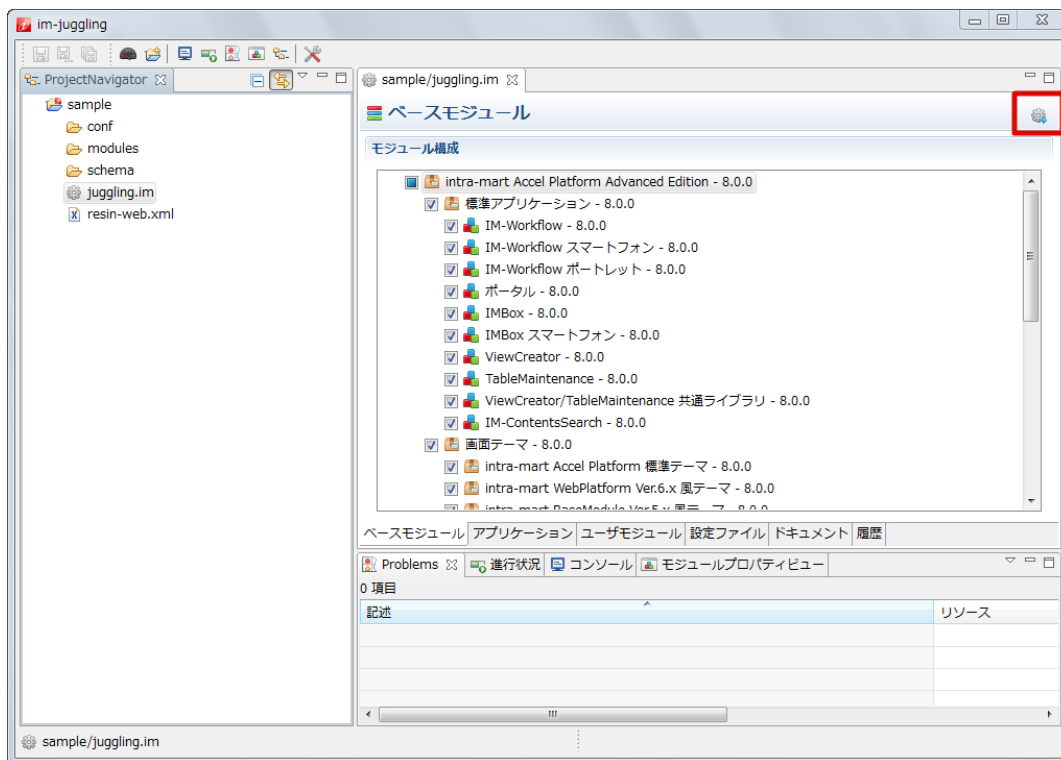 im-juggling
ProjectNavigator
sample
conf
modules
schema
juggling.im
resin-web.xml
sample/juggling.im
ベースモジュール
モジュール構成
intra-mart Accel Platform Advanced Edition - 8.0.0
標準アプリケーション - 8.0.0
IM-Workflow - 8.0.0
IM-Workflow スマートフォン - 8.0.0
IM-Workflow ポートレット - 8.0.0
ポータル - 8.0.0
IMBox - 8.0.0
IMBox スマートフォン - 8.0.0
ViewCreator - 8.0.0
TableMaintenance - 8.0.0
ViewCreator/TableMaintenance 共通ライブラリ - 8.0.0
IM-ContentsSearch - 8.0.0
画面テーマ - 8.0.0
intra-mart Accel Platform 標準テーマ - 8.0.0
intra-mart WebPlatform Ver.6.x 風テーマ - 8.0.0
intra-mart BaseModule Ver.5.x 風テーマ - 8.0.0
ベースモジュール アプリケーション ユーザモジュール 設定ファイル ドキュメント 履歴
Problems 進行状況 コンソール モジュールプロパティビュー
0 項目
記述 リソース
sample/juggling.im